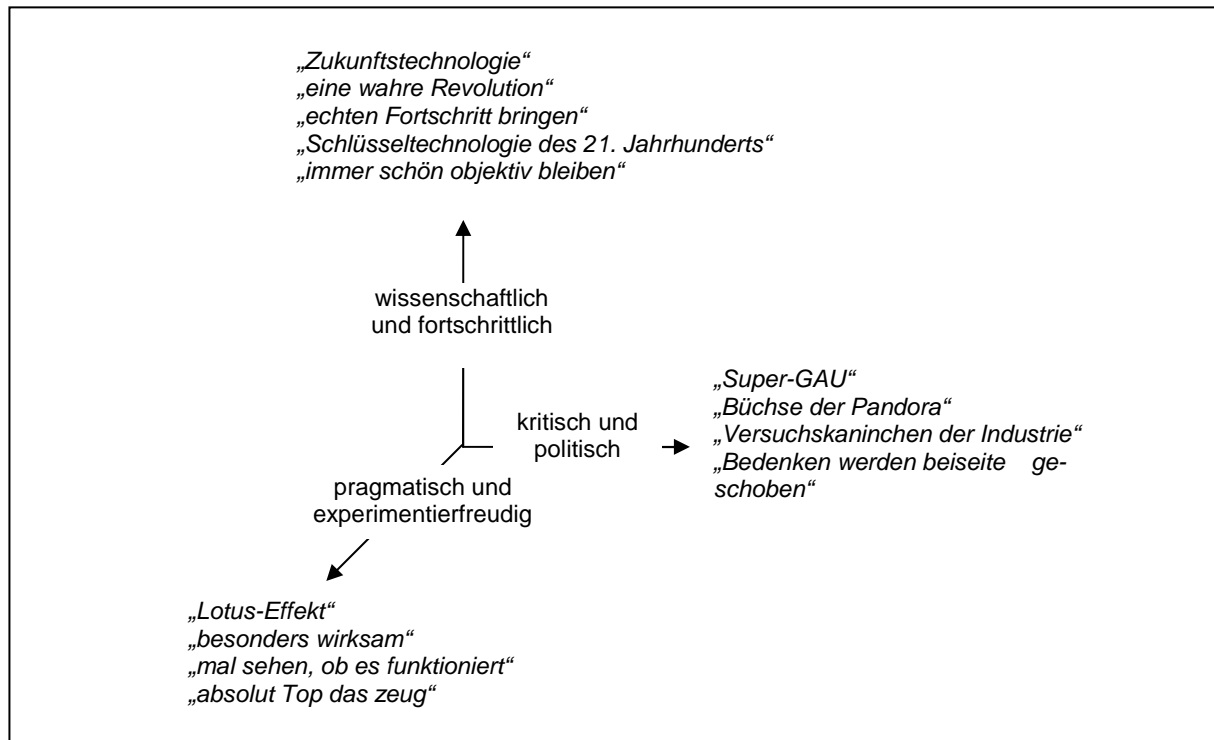 „Zukunftstechnologie“
„eine wahre Revolution“
„echten Fortschritt bringen“
„Schlüsseltechnologie des 21. Jahrhunderts“
„immer schön objektiv bleiben“
wissenschaftlich
und fortschrittlich
„Super-GAU“
„Büchse der Pandora“
„Versuchskaninchen der Industrie“
„Bedenken werden beiseite ge-
schoben“
kritisch und
politisch
pragmatisch und
experimentierfreudig
„Lotus-Effekt“
„besonders wirksam“
„mal sehen, ob es funktioniert“
„absolut Top das zeug“